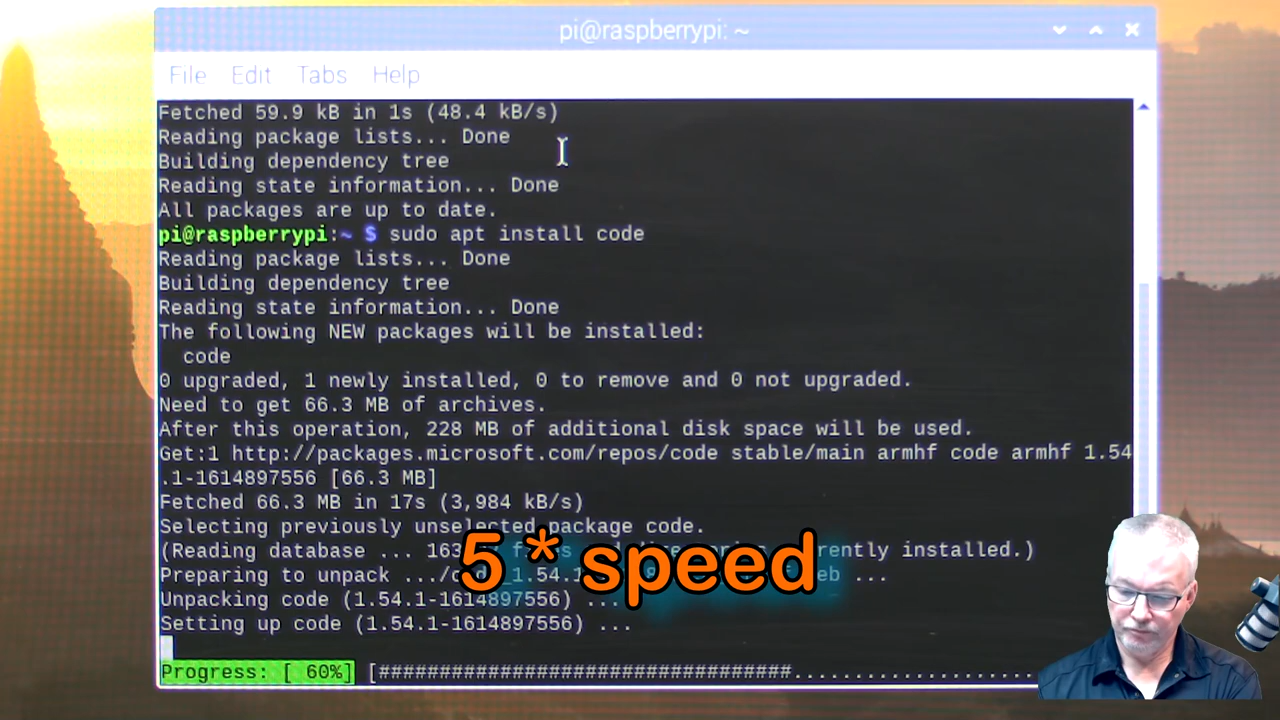 pi@raspberrypi: ~
File Edit Tabs Help
Fetched 59.9 kB in 1s (48.4 kB/s)
Reading package lists... Done
Building dependency tree
Reading state information... Done
All packages are up to date.
pi@raspberrypi:~ $ sudo apt install code
Reading package lists... Done
Building dependency tree
Reading state information... Done
The following NEW packages will be installed:
code
0 upgraded, 1 newly installed, 0 to remove and 0 not upgraded.
Need to get 66.3 MB of archives.
After this operation, 228 MB of additional disk space will be used.
Get:1 http://packages.microsoft.com/repos/code stable/main armhf code armhf 1.54
.1-1614897556 [66.3 MB]
Fetched 66.3 MB in 17s (3,984 kB/s)
Selecting previously unselected package code.
(Reading database ... currently installed.)
5 * speed
Preparing to unpack ...
Unpacking code (1.54.1-1614897556) ...
Setting up code (1.54.1-1614897556) ...
Progress: [ 60%] [##################################....................